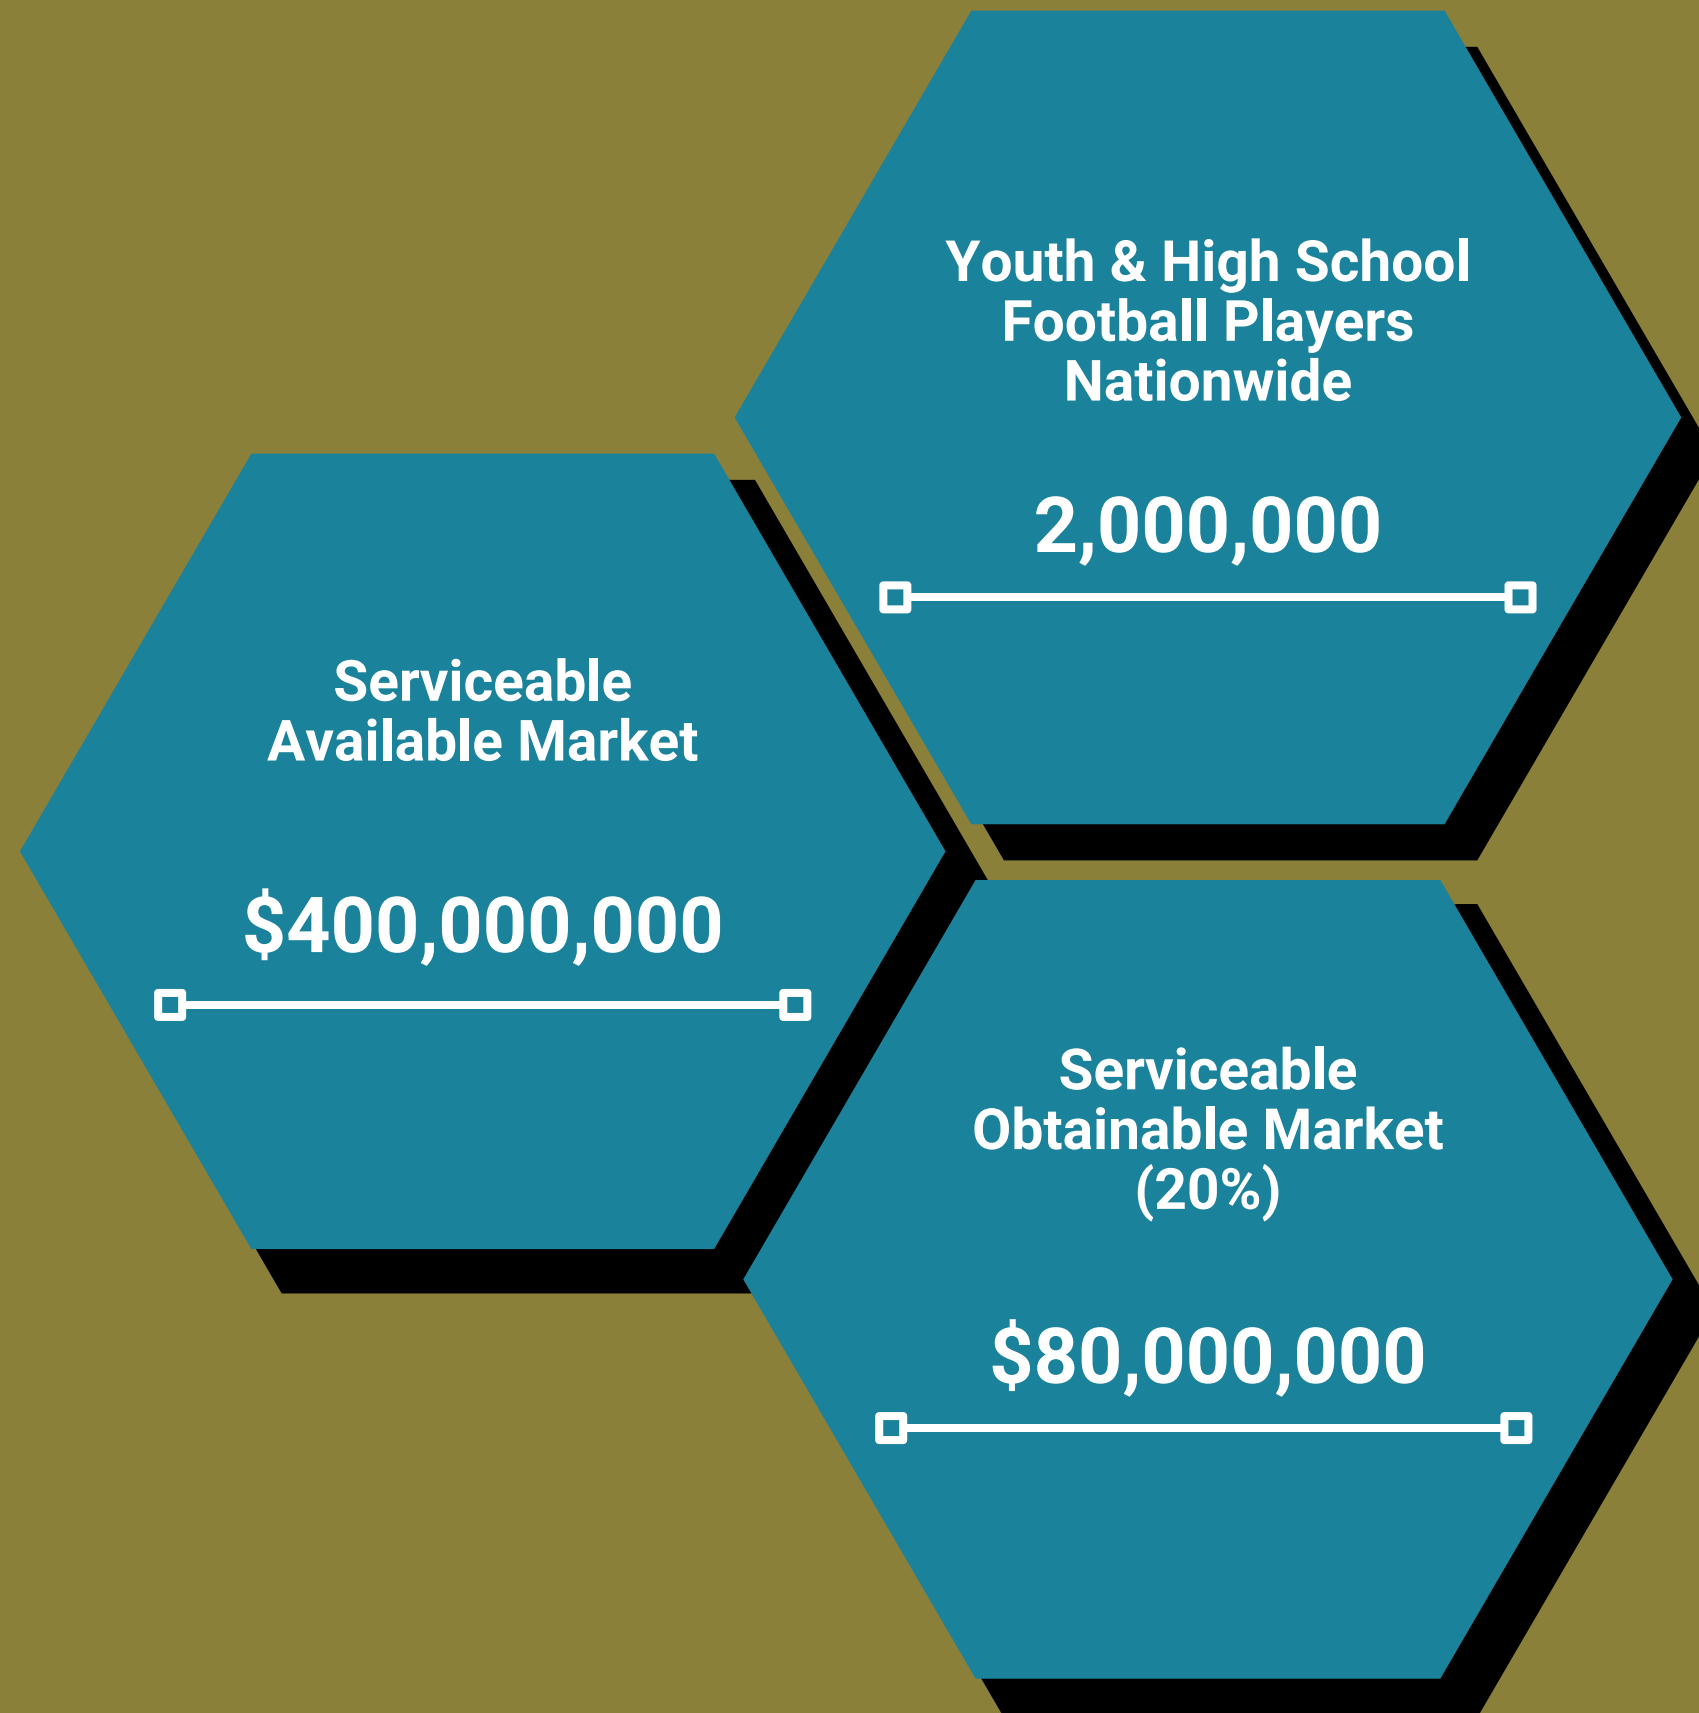 Youth & High School
Football Players
Nationwide
2,000,000
Serviceable
Available Market
$400,000,000
Serviceable
Obtainable Market
(20%)
$80,000,000